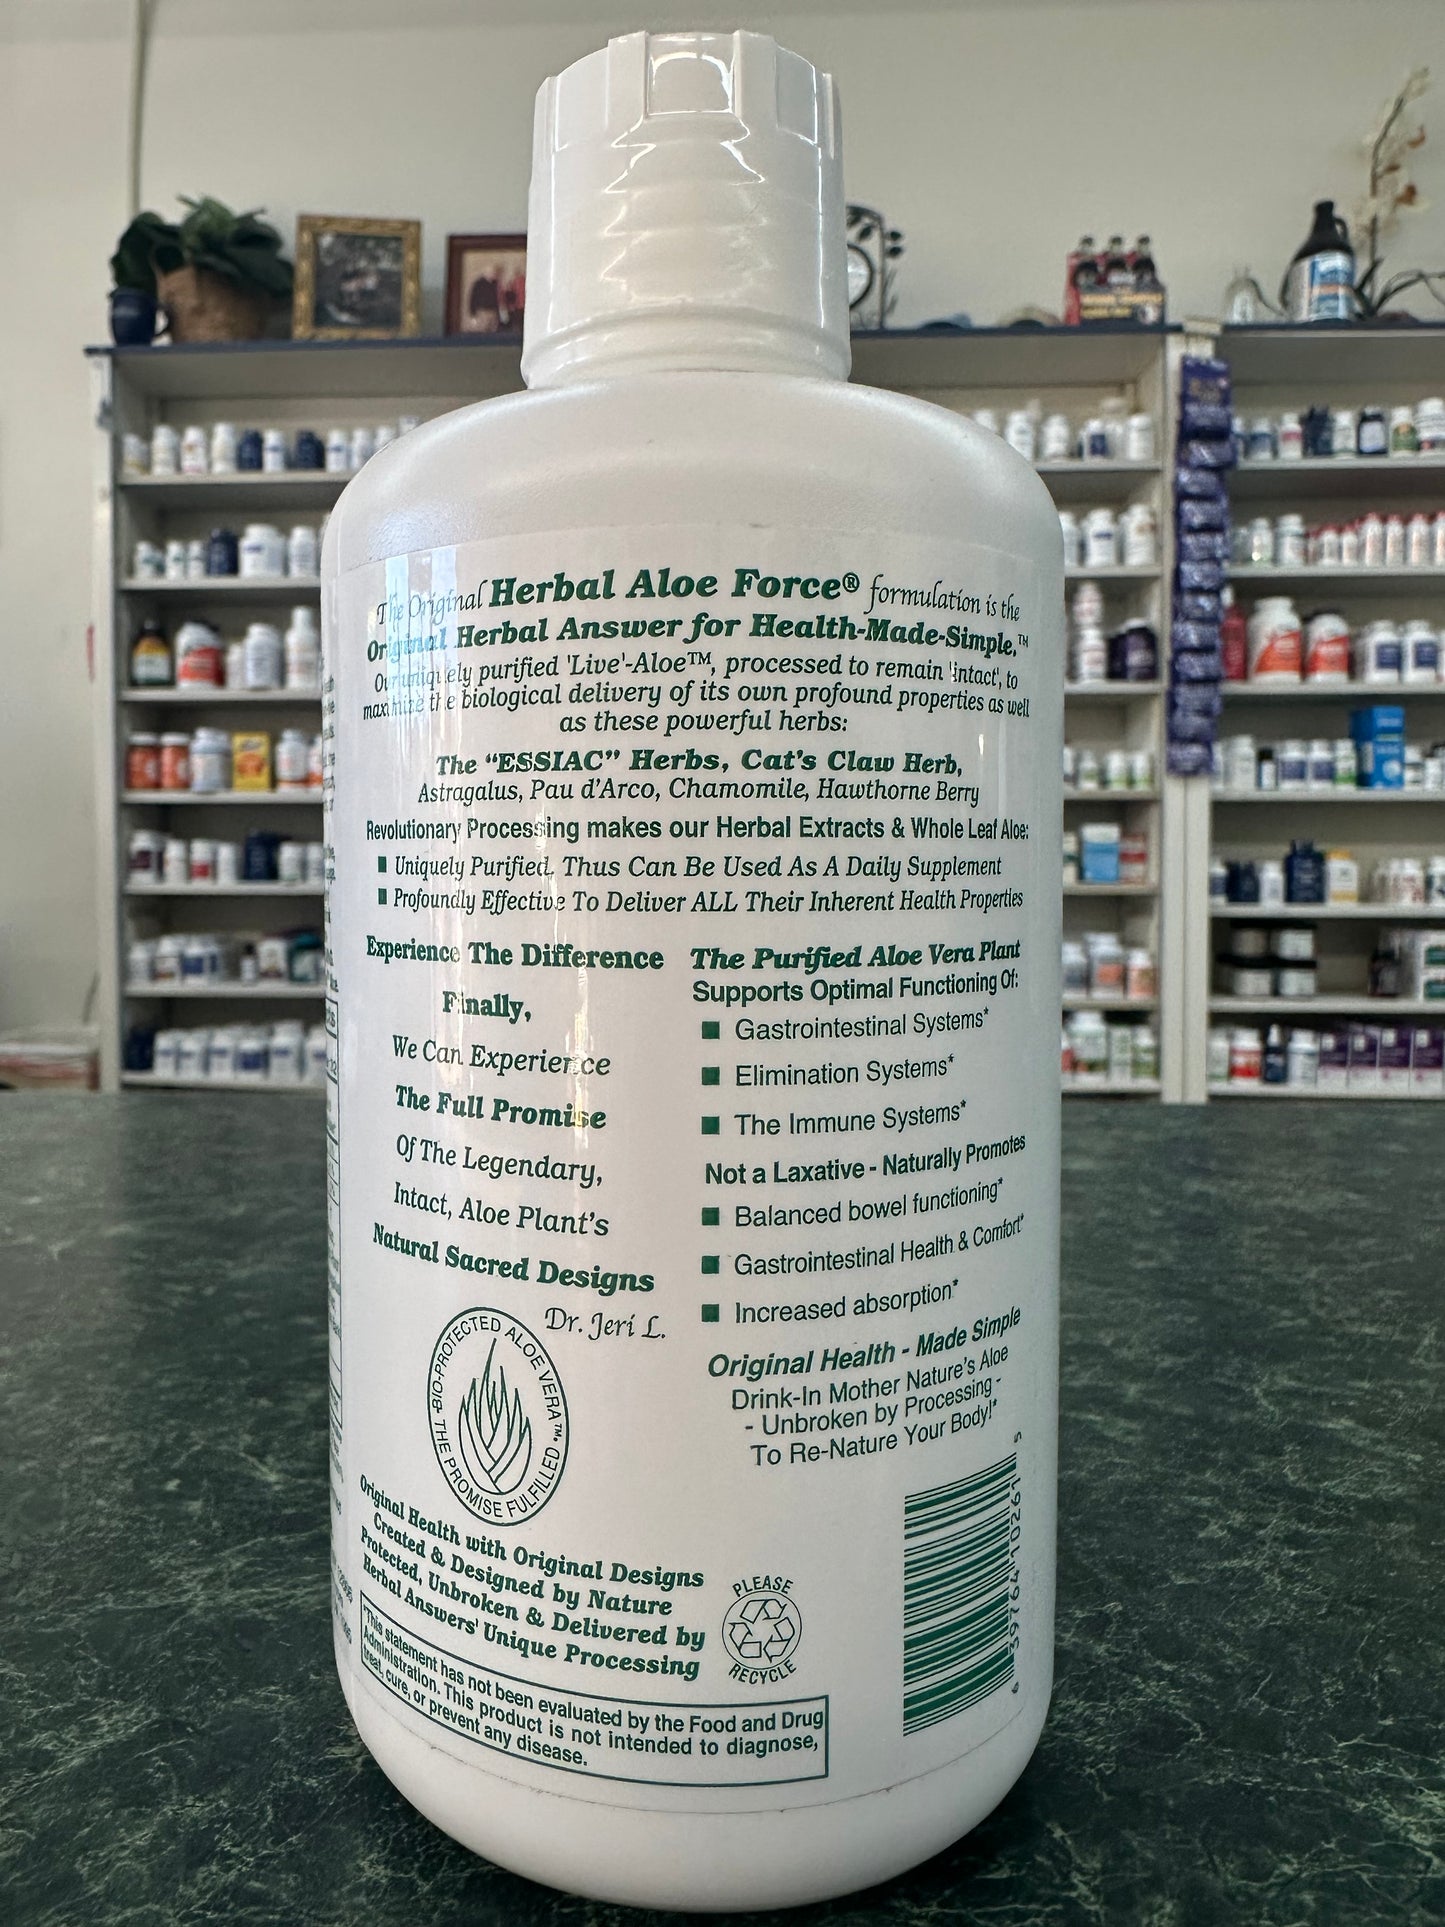 The Original Herbal Aloe Force® formulation is the
Original Herbal Answer for Health-Made-Simple,™
Our uniquely purified 'Live'-Aloe™, processed to remain 'intact', to
maximize the biological delivery of its own profound properties as well
as these powerful herbs:
The “ESSIAC” Herbs, Cat's Claw Herb,
Astragalus, Pau d'Arco, Chamomile, Hawthorne Berry
Revolutionary Processing makes our Herbal Extracts & Whole Leaf Aloe:
■ Uniquely Purified, Thus Can Be Used As A Daily Supplement
■ Profoundly Effective To Deliver ALL Their Inherent Health Properties
Experience The Difference
Finally,
We Can Experience
The Full Promise
Of The Legendary,
Intact, Aloe Plant's
Natural Sacred Designs
Dr. Jeri L.
BIO-PROTECTED ALOE VERA™
THE PROMISE FULFILLED
Original Health with Original Designs
Created & Designed by Nature
Protected, Unbroken & Delivered by
Herbal Answers' Unique Processing
The Purified Aloe Vera Plant
Supports Optimal Functioning Of:
■ Gastrointestinal Systems*
■ Elimination Systems*
■ The Immune Systems*
Not a Laxative - Naturally Promotes
■ Balanced bowel functioning*
■ Gastrointestinal Health & Comfort*
■ Increased absorption*
Original Health - Made Simple
Drink-In Mother Nature's Aloe
- Unbroken by Processing -
To Re-Nature Your Body!*
PLEASE
RECYCLE
6 39764 10261 5
*This statement has not been evaluated by the Food and Drug
Administration. This product is not intended to diagnose,
treat, cure, or prevent any disease.